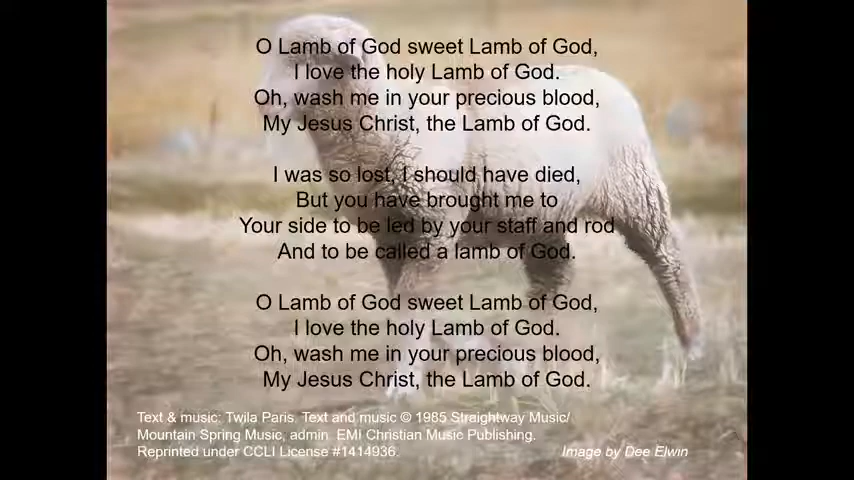 O Lamb of God sweet Lamb of God,
I love the holy Lamb of God.
Oh, wash me in your precious blood,
My Jesus Christ, the Lamb of God.
I was so lost, I should have died,
But you have brought me to
Your side to be led by your staff and rod
And to be called a lamb of God.
O Lamb of God sweet Lamb of God,
I love the holy Lamb of God.
Oh, wash me in your precious blood,
My Jesus Christ, the Lamb of God.
Text & music: Twila Paris. Text and music © 1985 Straightway Music/
Mountain Spring Music, admin. EMI Christian Music Publishing.
Reprinted under CCLI License #1414936.
Image by Dee Elwin